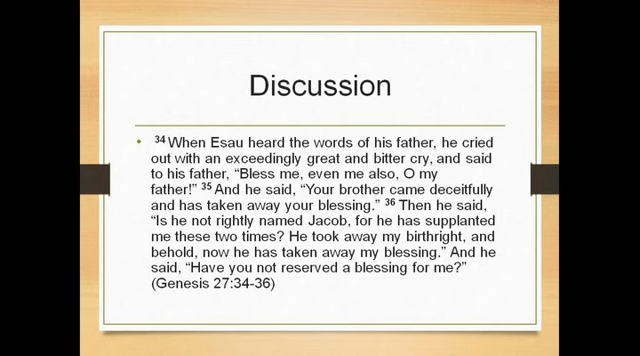 Discussion
• ³⁴ When Esau heard the words of his father, he cried
out with an exceedingly great and bitter cry, and said
to his father, “Bless me, even me also, O my
father!” ³⁵ And he said, “Your brother came deceitfully
and has taken away your blessing.” ³⁶ Then he said,
“Is he not rightly named Jacob, for he has supplanted
me these two times? He took away my birthright, and
behold, now he has taken away my blessing.” And he
said, “Have you not reserved a blessing for me?”
(Genesis 27:34-36)